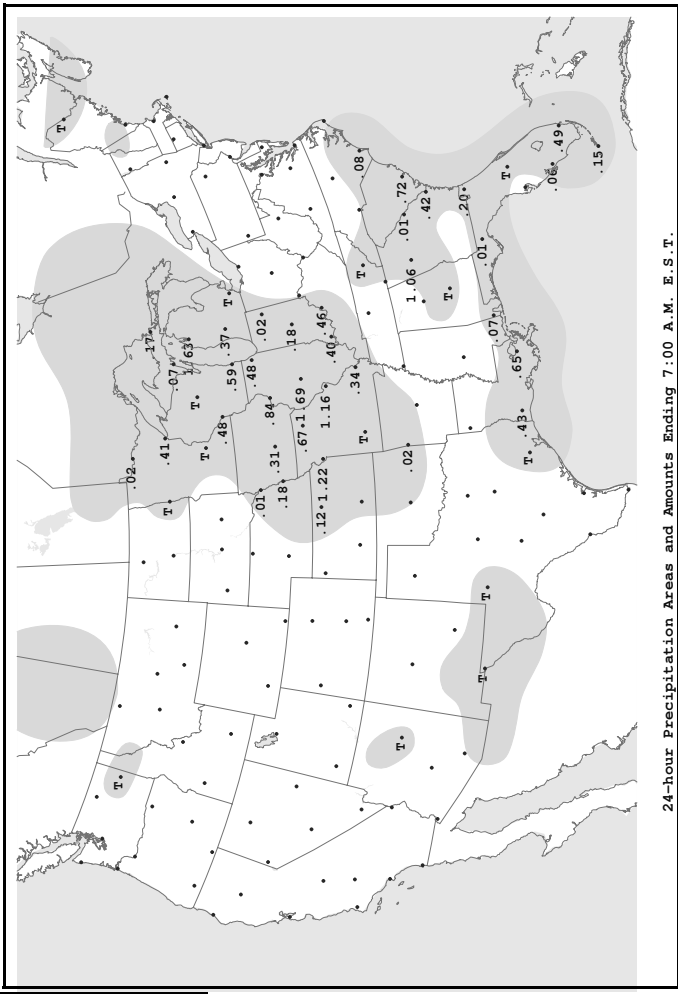 T
T
.02
.17
.41
T
.07
1.63
T
T
.48
.37
T
.59
.48
.01
.02
.84
.31
.18
.18
.67 1.69
.12 1.22
.46
1.16
.40
.34
.08
T
T
T
.72
.01
.02
1.06
.42
T
.20
.01
T
T
.07
T
.65
.43
T
.06
.49
.15
24-hour Precipitation Areas and Amounts Ending 7:00 A.M. E.S.T.